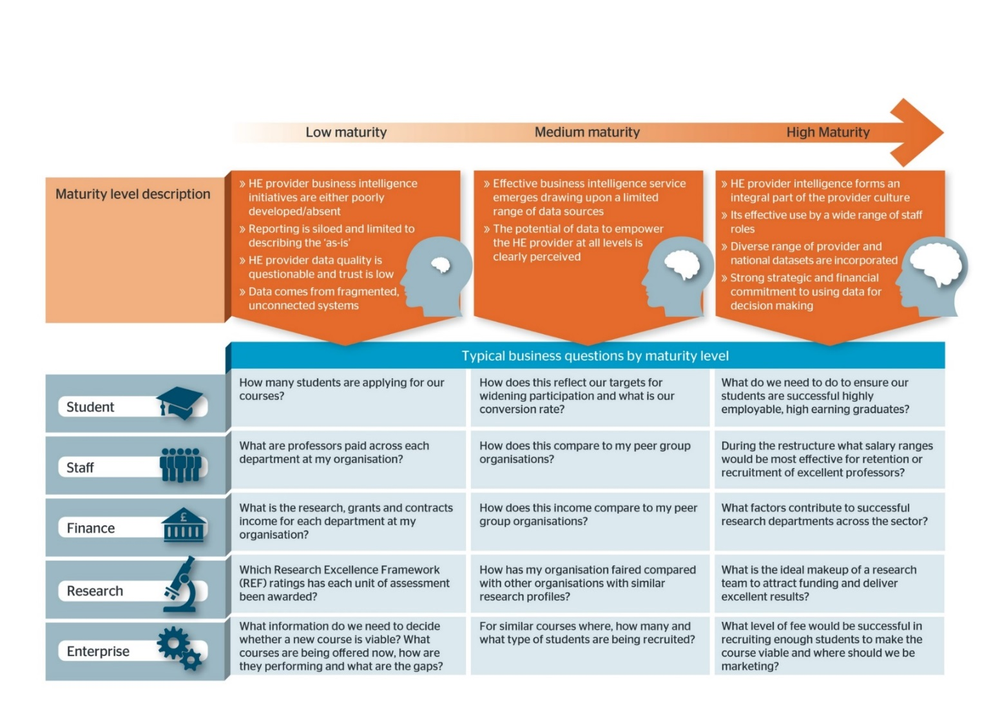 Low maturity
Medium maturity
High Maturity
Maturity level description
» HE provider business intelligence
initiatives are either poorly
developed/absent
» Reporting is siloed and limited to
describing the ‘as-is’
» HE provider data quality is
questionable and trust is low
» Data comes from fragmented,
unconnected systems
» Effective business intelligence service
emerges drawing upon a limited
range of data sources
» The potential of data to empower
the HE provider at all levels is
clearly perceived
» HE provider intelligence forms an
integral part of the provider culture
» Its effective use by a wide range of staff
roles
» Diverse range of provider and
national datasets are incorporated
» Strong strategic and financial
commitment to using data for
decision making
Typical business questions by maturity level
Student
How many students are applying for our
courses?
How does this reflect our targets for
widening participation and what is our
conversion rate?
What do we need to do to ensure our
students are successful highly
employable, high earning graduates?
Staff
What are professors paid across each
department at my organisation?
How does this compare to my peer group
organisations?
During the restructure what salary ranges
would be most effective for retention or
recruitment of excellent professors?
£
Finance
What is the research, grants and contracts
income for each department at my
organisation?
How does this income compare to my peer
group organisations?
What factors contribute to successful
research departments across the sector?
Research
Which Research Excellence Framework
(REF) ratings has each unit of assessment
been awarded?
How has my organisation faired compared
with other organisations with similar
research profiles?
What is the ideal makeup of a research
team to attract funding and deliver
excellent results?
Enterprise
What information do we need to decide
whether a new course is viable? What
courses are being offered now, how are
they performing and what are the gaps?
For similar courses where, how many and
what type of students are being recruited?
What level of fee would be successful in
recruiting enough students to make the
course viable and where should we be
marketing?